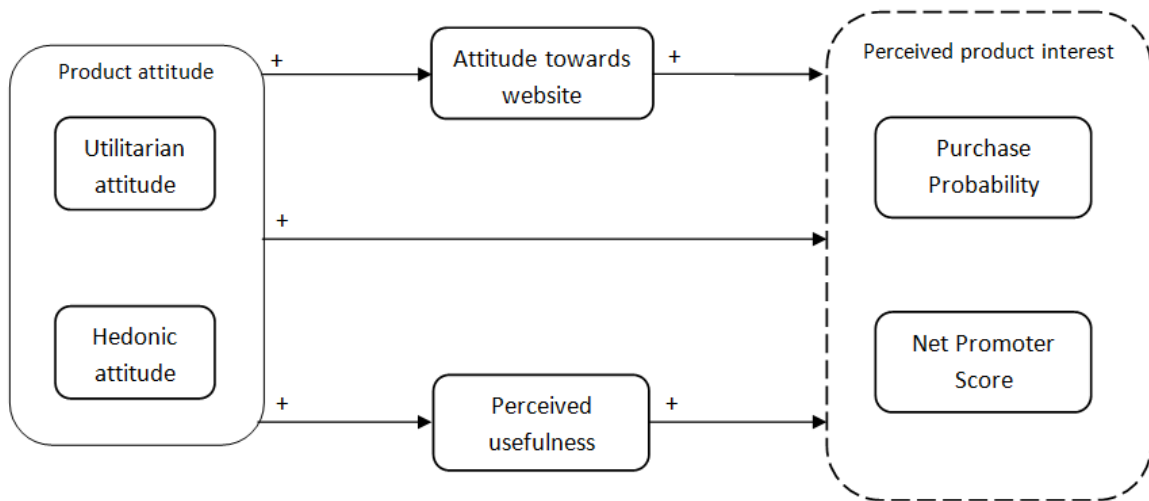 Product attitude
Utilitarian
attitude
Hedonic
attitude
+
Attitude towards
website
+
+
+
Perceived
usefulness
+
Perceived product interest
Purchase
Probability
Net Promoter
Score